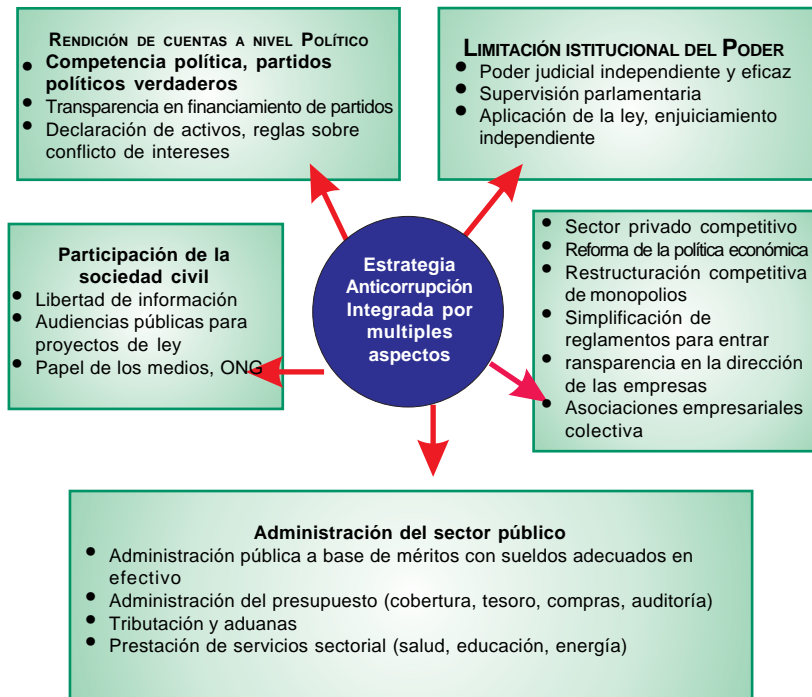 RENDICIÓN DE CUENTAS A NIVEL POLÍTICO
• Competencia política, partidos
políticos verdaderos
• Transparencia en financiamiento de partidos
• Declaración de activos, reglas sobre
conflicto de intereses
LIMITACIÓN ISTITUCIONAL DEL PODER
• Poder judicial independiente y eficaz
• Supervisión parlamentaria
• Aplicación de la ley, enjuiciamiento
independiente
Participación de la
sociedad civil
• Libertad de información
• Audiencias públicas para
proyectos de ley
• Papel de los medios, ONG
Estrategia
Anticorrupción
Integrada por
multiples
aspectos
• Sector privado competitivo
• Reforma de la política económica
• Restructuración competitiva
de monopolios
• Simplificación de
reglamentos para entrar
• ransparencia en la dirección
de las empresas
• Asociaciones empresariales
colectiva
Administración del sector público
• Administración pública a base de méritos con sueldos adecuados en
efectivo
• Administración del presupuesto (cobertura, tesoro, compras, auditoría)
• Tributación y aduanas
• Prestación de servicios sectorial (salud, educación, energía)